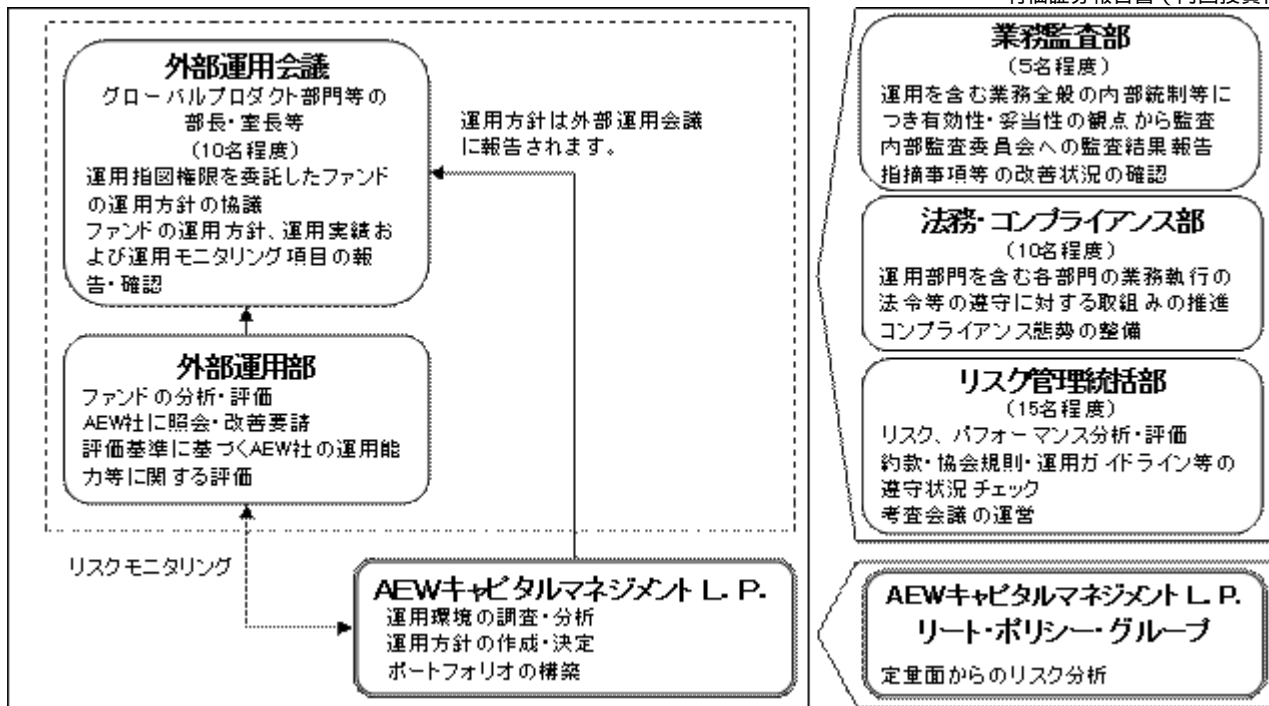 有価証券報告書(内国投資信
外部運用会議
グローバルプロダクト部門等の
部長・室長等
(10名程度)
運用指図権限を委託したファンド
の運用方針の協議
ファンドの運用方針、運用実績お
よび運用モニタリング項目の報
告・確認
運用方針は外部運用会議
に報告されます。
外部運用部
ファンドの分析・評価
AEW社に照会・改善要請
評価基準に基づくAEW社の運用能
力等に関する評価
リスクモニタリング
AEWキャピタルマネジメント L. P.
運用環境の調査・分析
運用方針の作成・決定
ポートフォリオの構築
業務監査部
(5名程度)
運用を含む業務全般の内部統制等に
つき有効性・妥当性の観点から監査
内部監査委員会への監査結果報告
指摘事項等の改善状況の確認
法務・コンプライアンス部
(10名程度)
運用部門を含む各部門の業務執行の
法令等の遵守に対する取組みの推進
コンプライアンス態勢の整備
リスク管理統括部
(15名程度)
リスク、パフォーマンス分析・評価
約款・協会規則・運用ガイドライン等の
遵守状況チェック
考査会議の運営
AEWキャピタルマネジメント L. P.
リート・ポリシー・グループ
定量面からのリスク分析